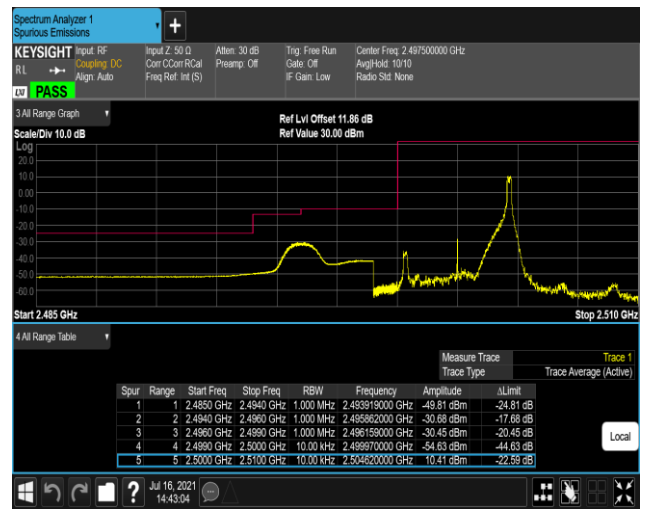 Spectrum Analyzer 1
Spurious Emissions
+
KEYSIGHT Input: RF Input Z: 50 Ω Atten: 30 dB Trig: Free Run Center Freq: 2.497500000 GHz
RL Coupling: DC Corr CCorr RCal Preamp: Off Gate: Off Avg|Hold: 10/10
Align: Auto Freq Ref: Int (S) IF Gain: Low Radio Std: None
LXI PASS
3 All Range Graph
Ref Lvl Offset 11.86 dB
Scale/Div 10.0 dB Ref Value 30.00 dBm
Log
20.0
10.0
0.00
-10.0
-20.0
-30.0
-40.0
-50.0
-60.0
Start 2.485 GHz Stop 2.510 GHz
4 All Range Table
Measure Trace Trace 1
Trace Type Trace Average (Active)
Spur Range Start Freq Stop Freq RBW Frequency Amplitude ΔLimit
1 1 2.4850 GHz 2.4940 GHz 1.000 MHz 2.493919000 GHz -49.81 dBm -24.81 dB
2 2 2.4940 GHz 2.4960 GHz 1.000 MHz 2.495862000 GHz -30.68 dBm -17.68 dB
3 3 2.4960 GHz 2.4990 GHz 1.000 MHz 2.496159000 GHz -30.45 dBm -20.45 dB
4 4 2.4990 GHz 2.5000 GHz 10.00 kHz 2.499970000 GHz -54.63 dBm -44.63 dB
5 5 2.5000 GHz 2.5100 GHz 10.00 kHz 2.504620000 GHz 10.41 dBm -22.59 dB
Local
? Jul 16, 2021
14:43:04